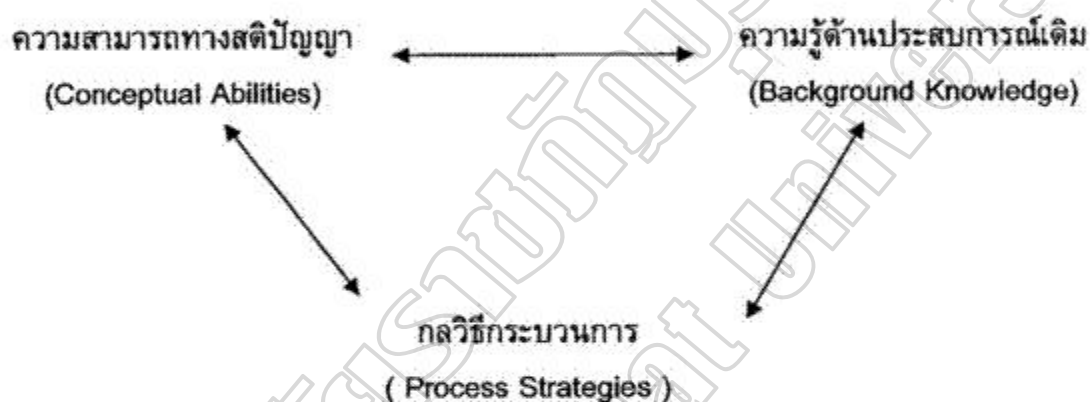 ความสามารถทางสติปัญญา
(Conceptual Abilities)
ความรู้ด้านประสบการณ์เดิม
(Background Knowledge)
กลวิธีกระบวนการ
( Process Strategies )